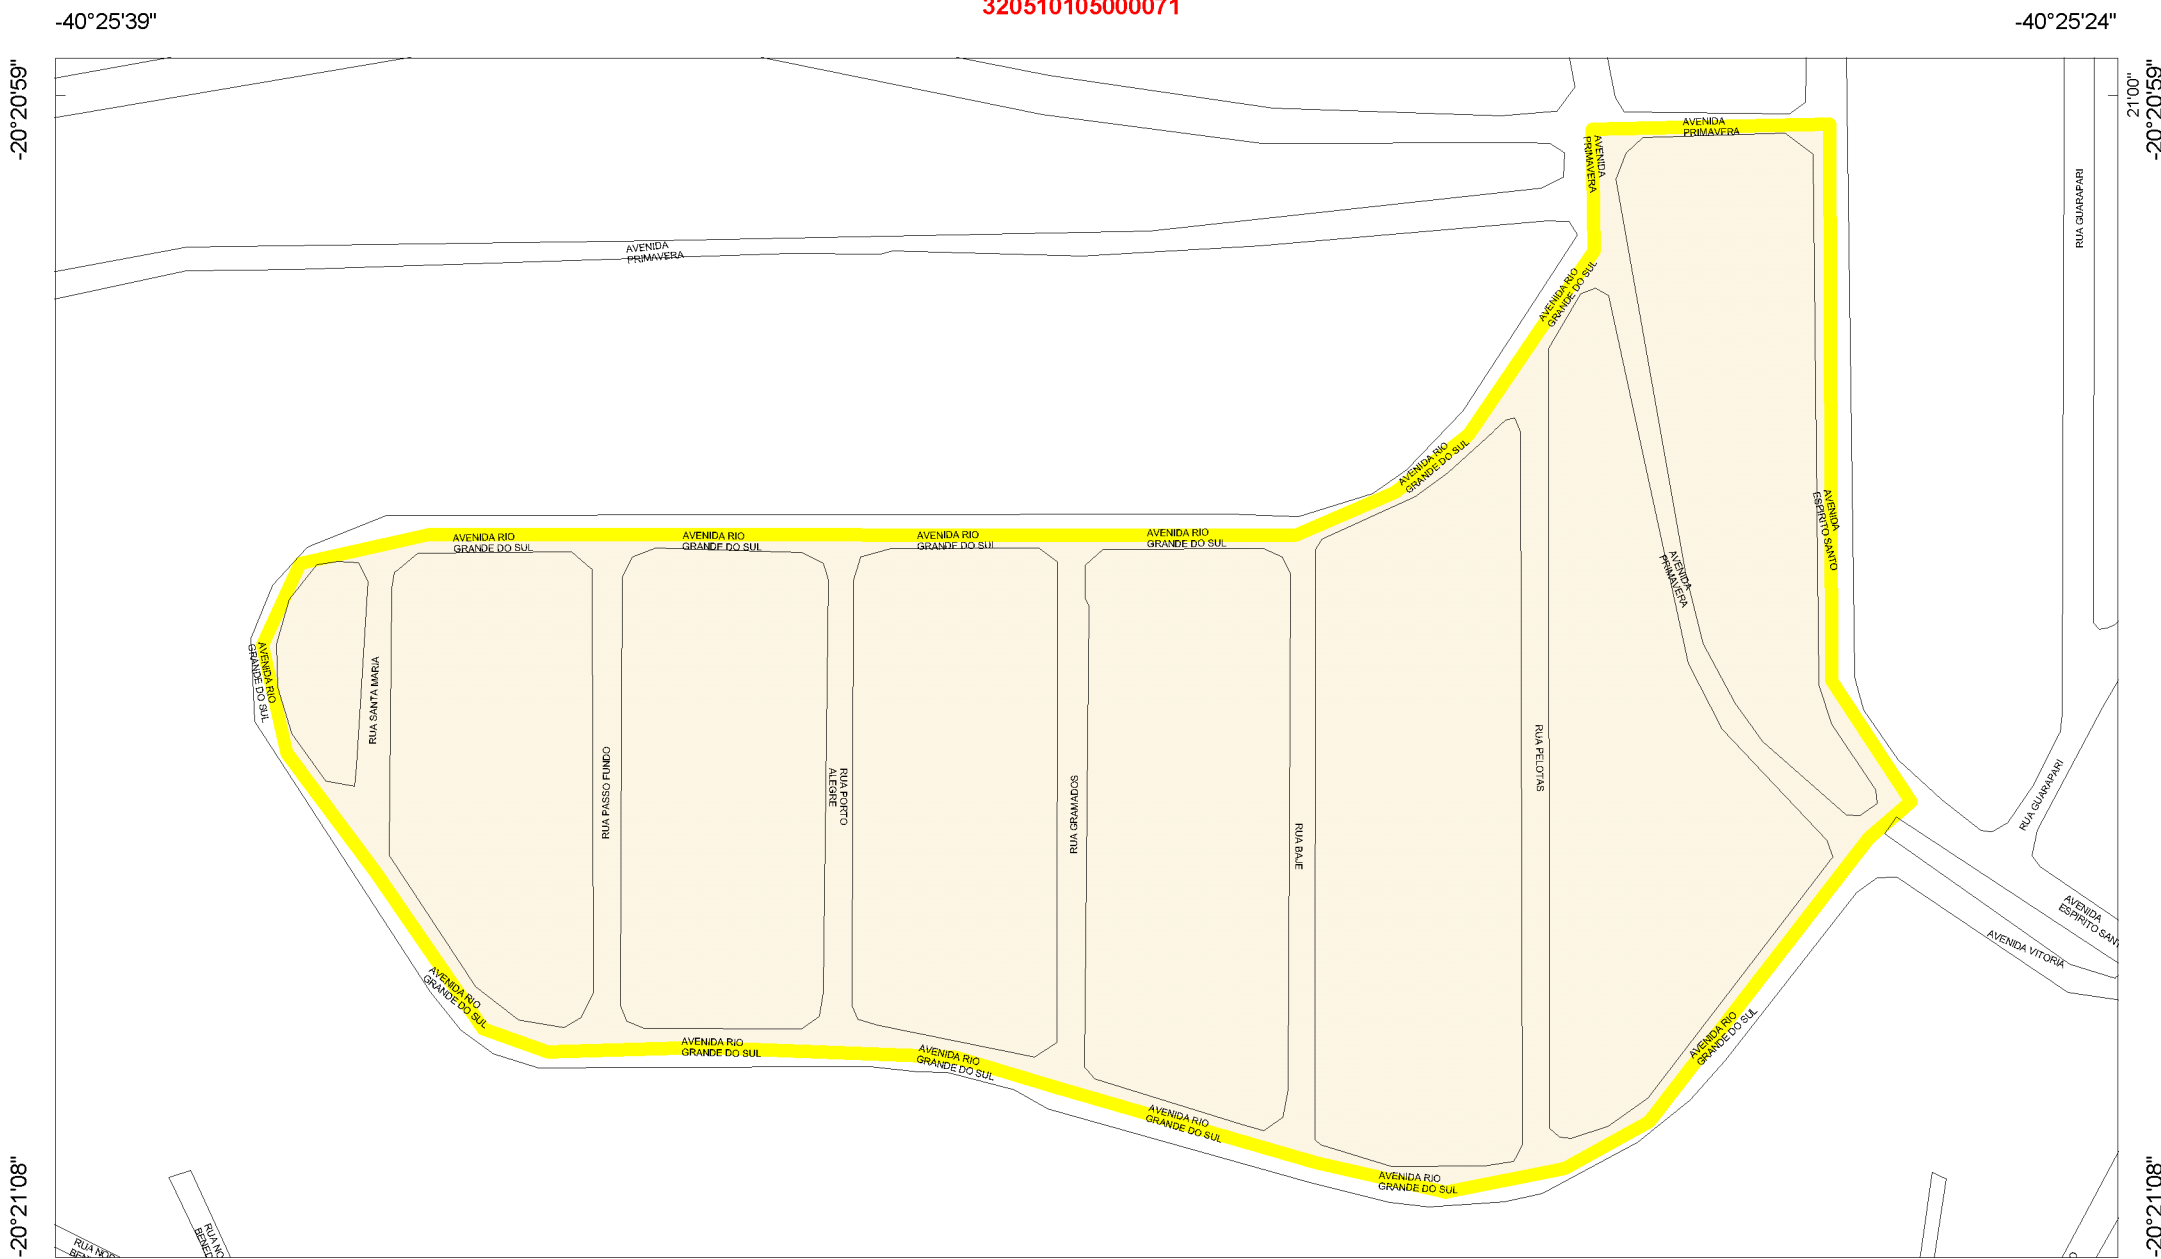 320510105000071
-40°25'39"
-40°25'24"
-20°20'59"
21'00"
-20°20'59"
AVENIDA
PRIMAVERA
AVENIDA
PRIMAVERA
RUA GUARAPARI
AVENIDA
PRIMAVERA
AVENIDA RIO
GRANDE DO SUL
AVENIDA RIO
GRANDE DO SUL
AVENIDA RIO
GRANDE DO SUL
AVENIDA RIO
GRANDE DO SUL
AVENIDA RIO
GRANDE DO SUL
AVENIDA RIO
GRANDE DO SUL
AVENIDA
ESPIRITO SANTO
AVENIDA
PRIMAVERA
AVENIDA RIO
GRANDE DO SUL
RUA SANTA MARIA
RUA PASSO FUNDO
RUA PORTO
ALEGRE
RUA GRAMADOS
RUA BAJE
RUA PELOTAS
RUA GUARAPARI
AVENIDA
ESPIRITO SAN
AVENIDA VITORIA
AVENIDA RIO
GRANDE DO SUL
AVENIDA RIO
GRANDE DO SUL
AVENIDA RIO
GRANDE DO SUL
AVENIDA RIO
GRANDE DO SUL
AVENIDA RIO
GRANDE DO SUL
AVENIDA RIO
GRANDE DO SUL
-20°21'08"
-20°21'08"
RUA NO
BENED
RUA NOR